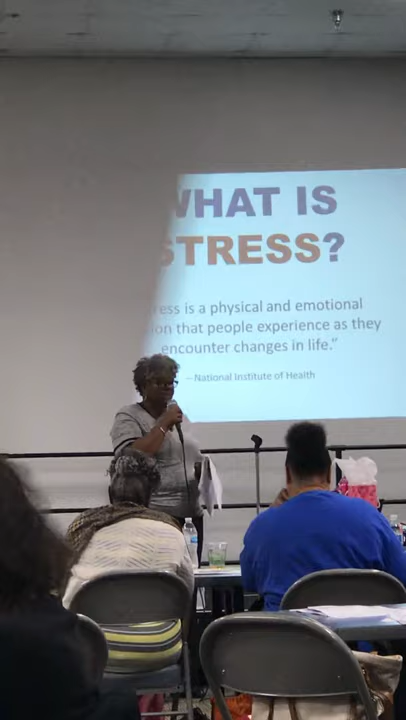 WHAT IS
STRESS?
ress is a physical and emotional
ion that people experience as they
encounter changes in life."
– National Institute of Health